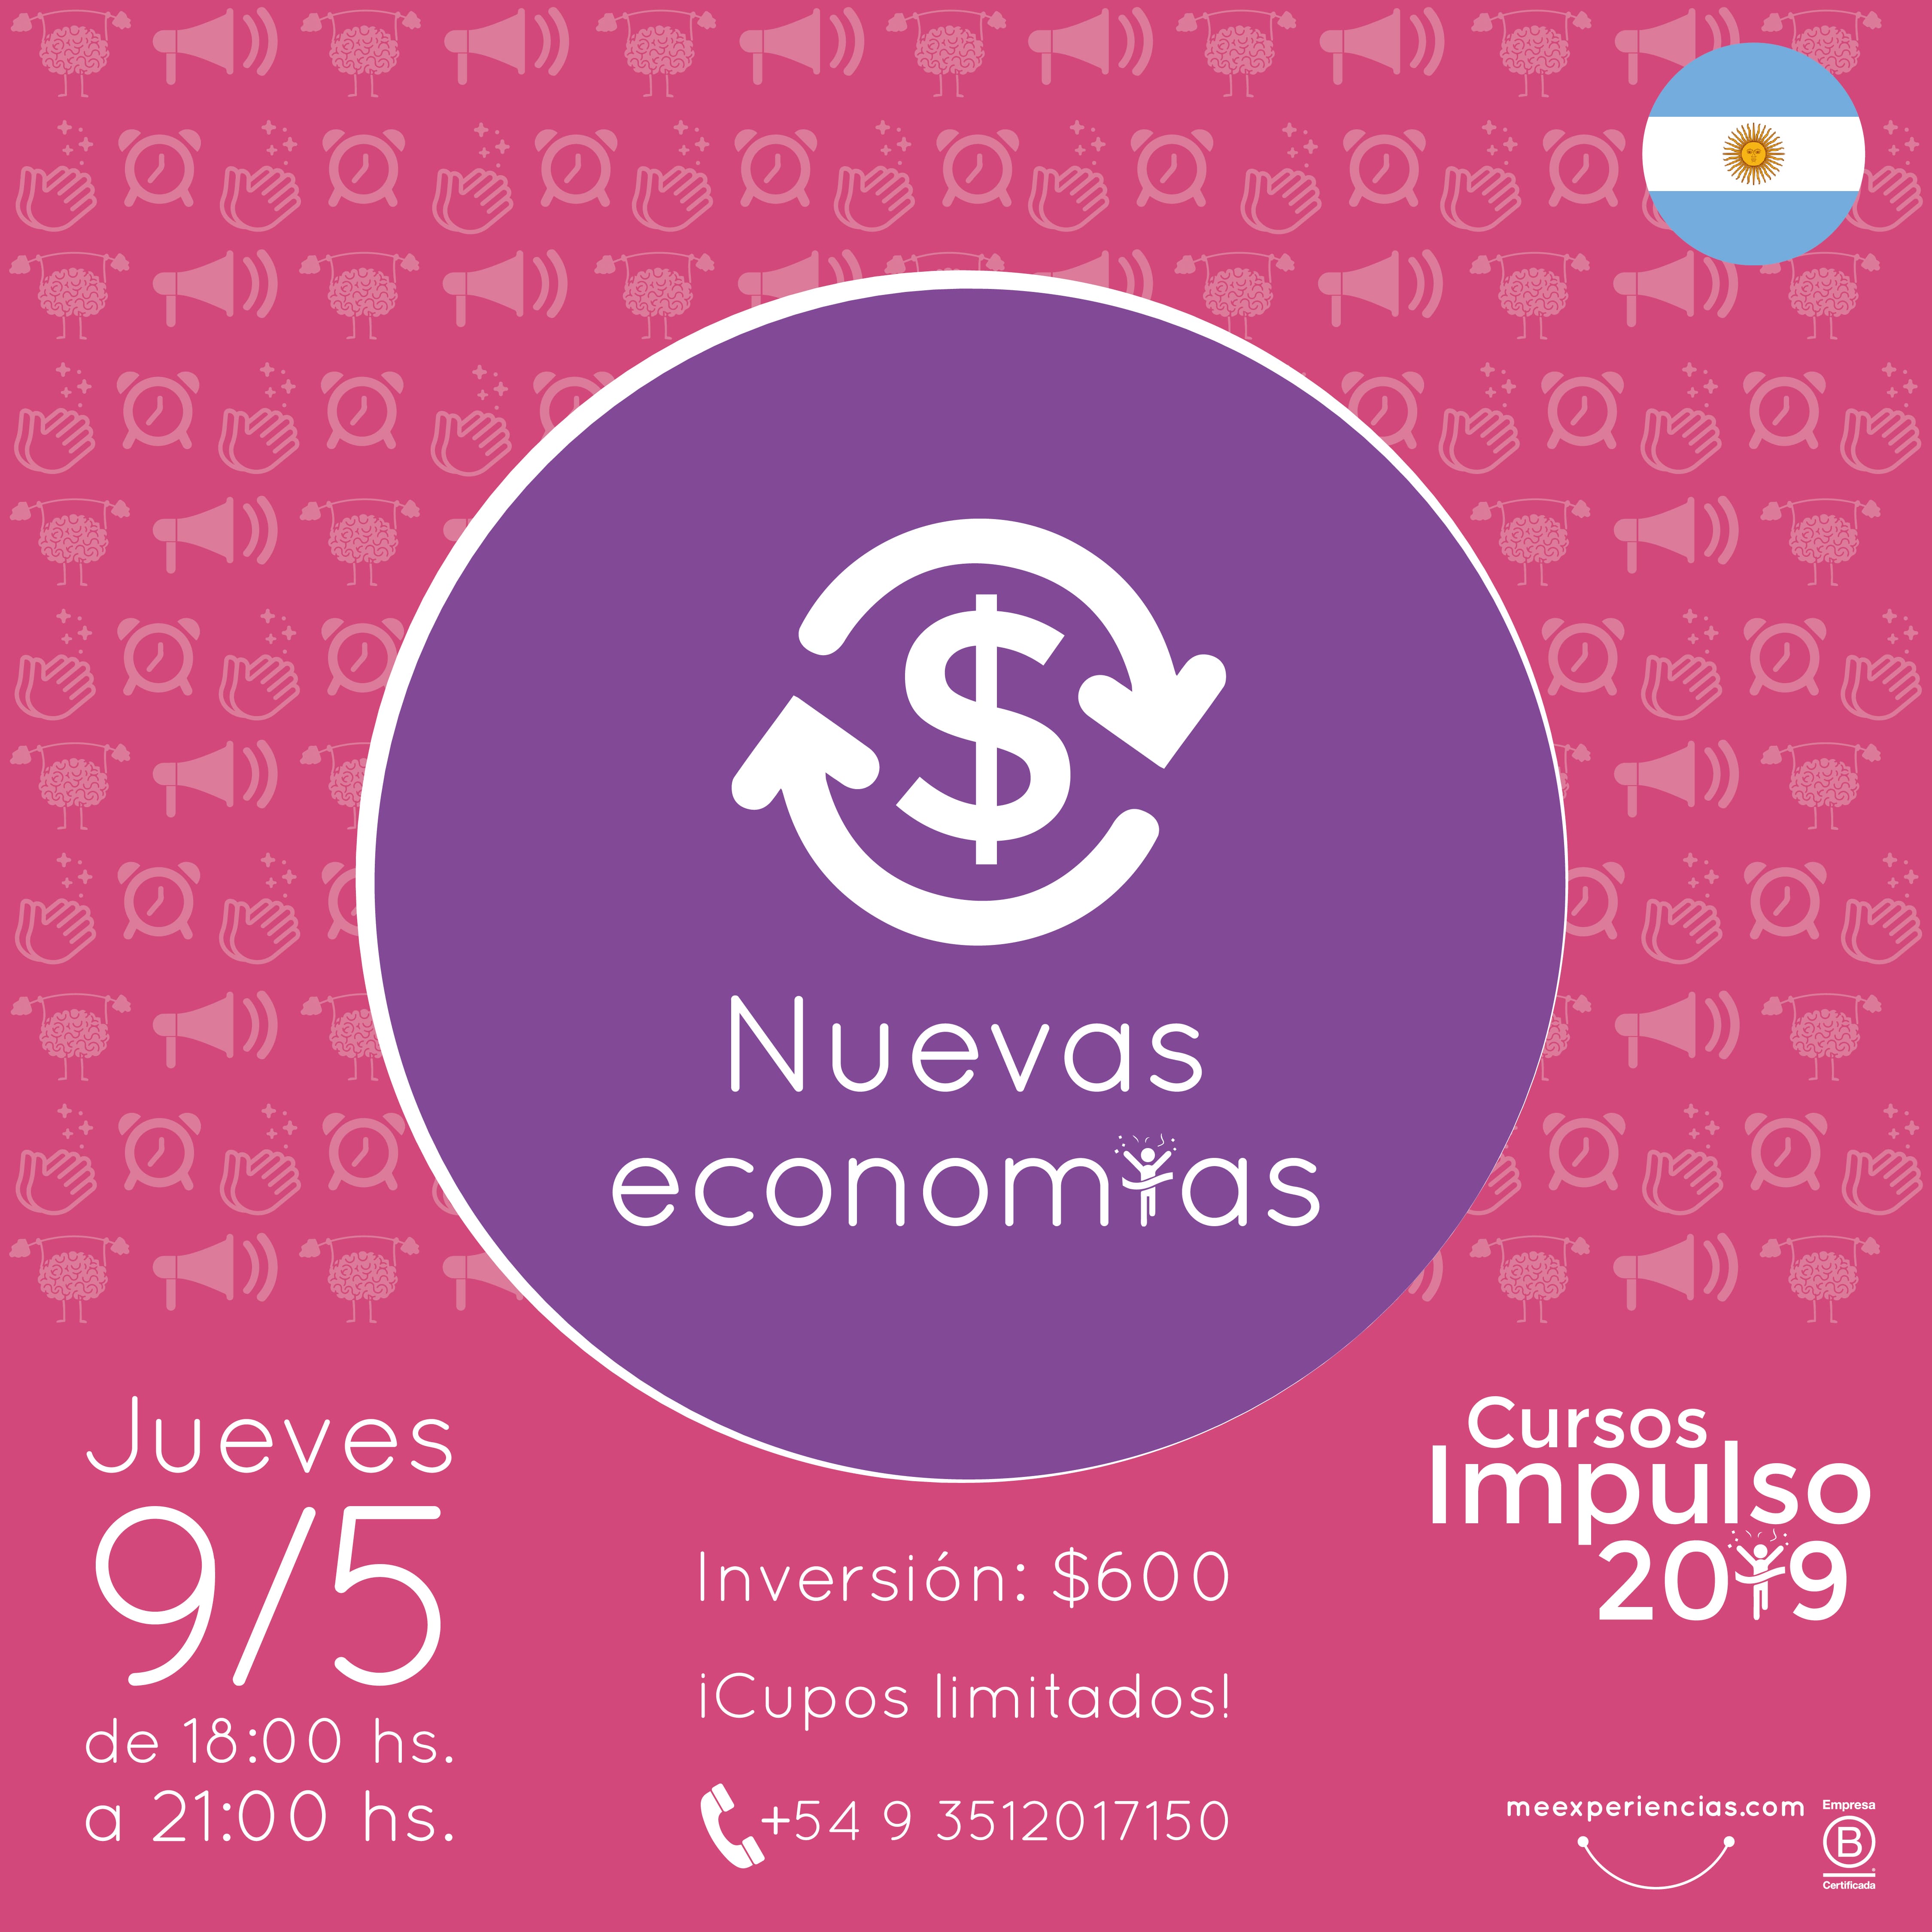 $
Nuevas
economías
Jueves
9/5
de 18:00 hs.
a 21:00 hs.
Inversión: $600
¡Cupos limitados!
+54 9 3512017150
Cursos
Impulso
2019
meexperiencias.com
Empresa
B
Certificada